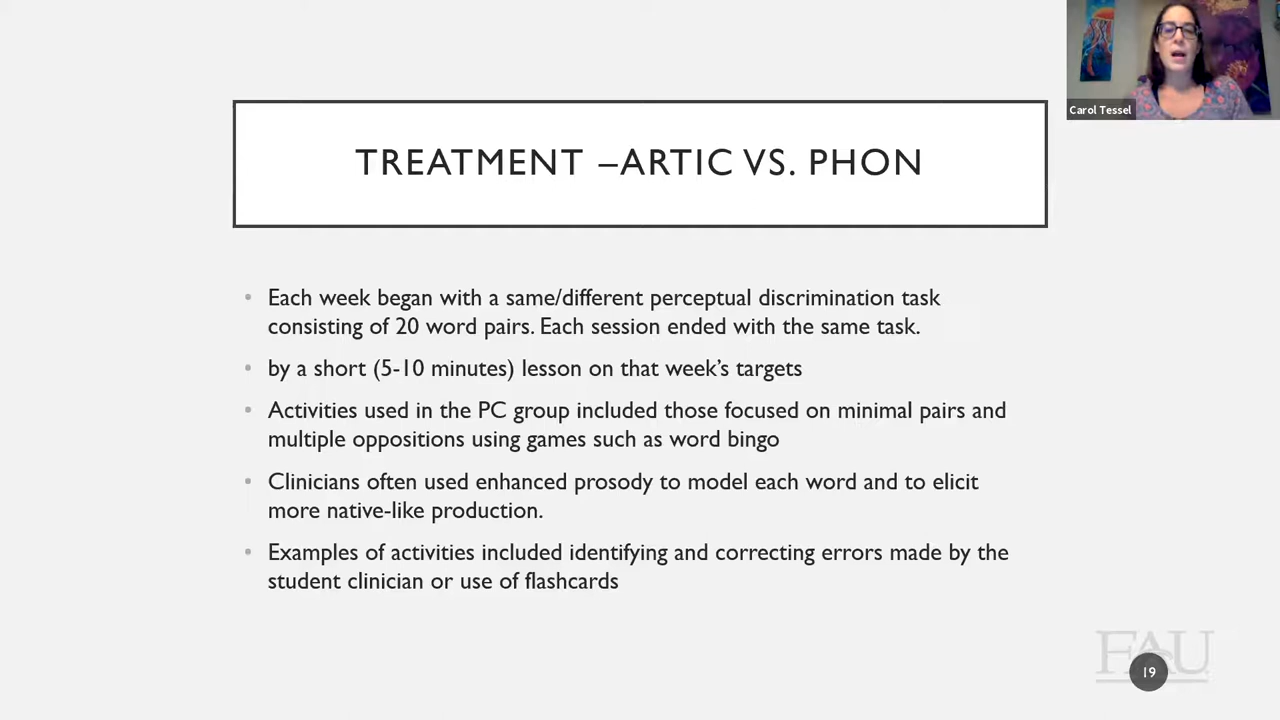 Carol Tessel
TREATMENT –ARTIC VS. PHON
• Each week began with a same/different perceptual discrimination task
consisting of 20 word pairs. Each session ended with the same task.
• by a short (5-10 minutes) lesson on that week’s targets
• Activities used in the PC group included those focused on minimal pairs and
multiple oppositions using games such as word bingo
• Clinicians often used enhanced prosody to model each word and to elicit
more native-like production.
• Examples of activities included identifying and correcting errors made by the
student clinician or use of flashcards
FAU
19